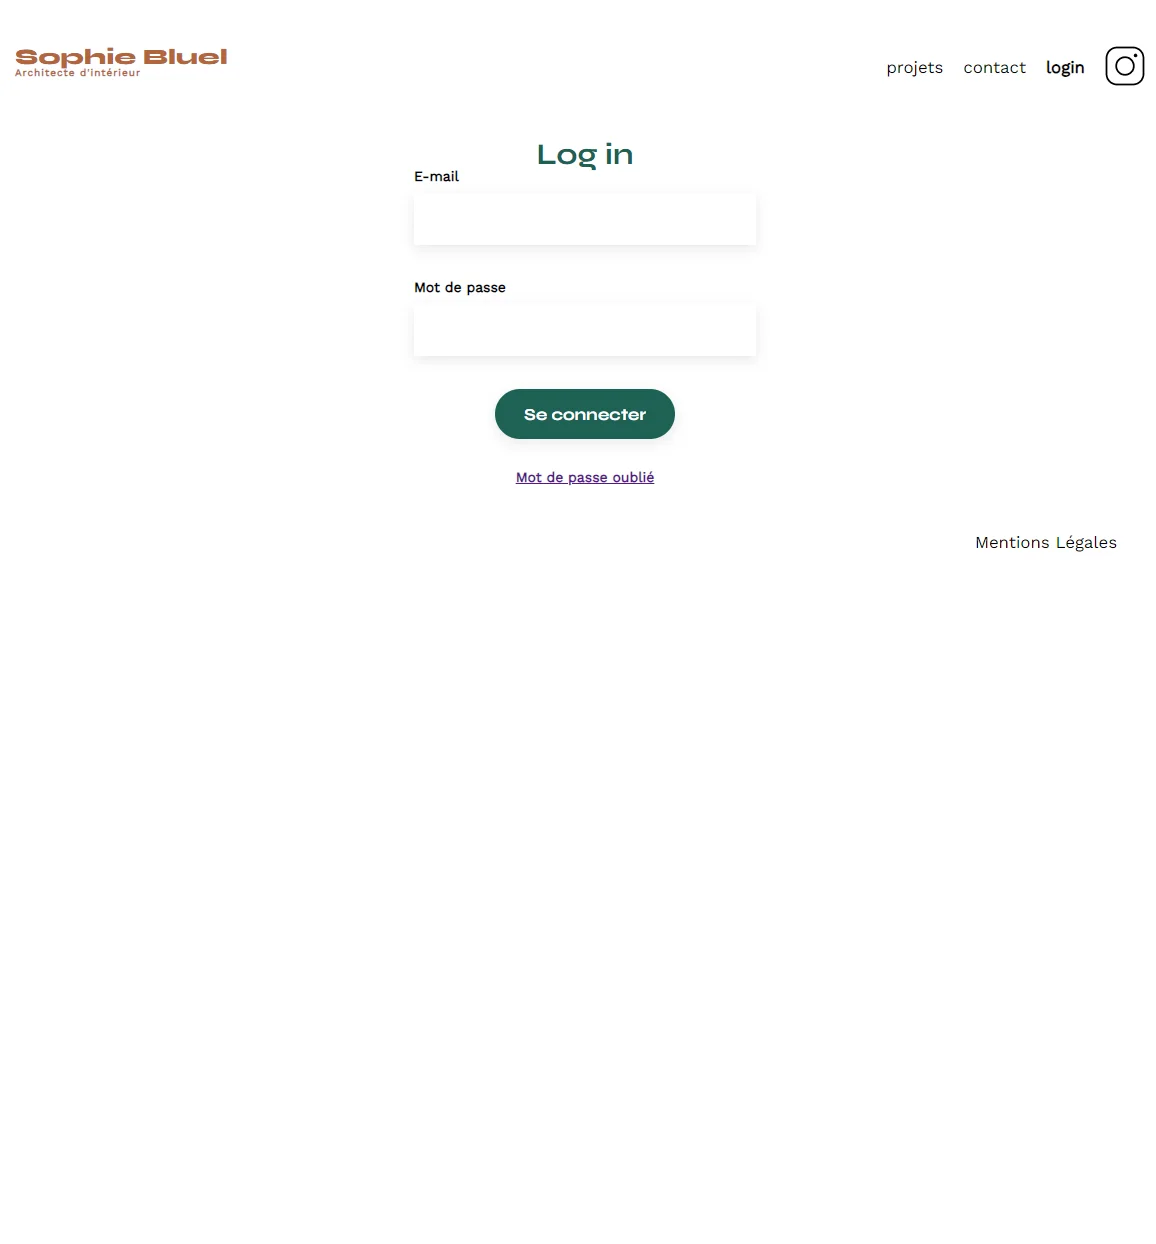 Sophie Bluel
Architecte d'intérieur
projets contact login
Log in
E-mail
Mot de passe
Se connecter
Mot de passe oublié
Mentions Légales